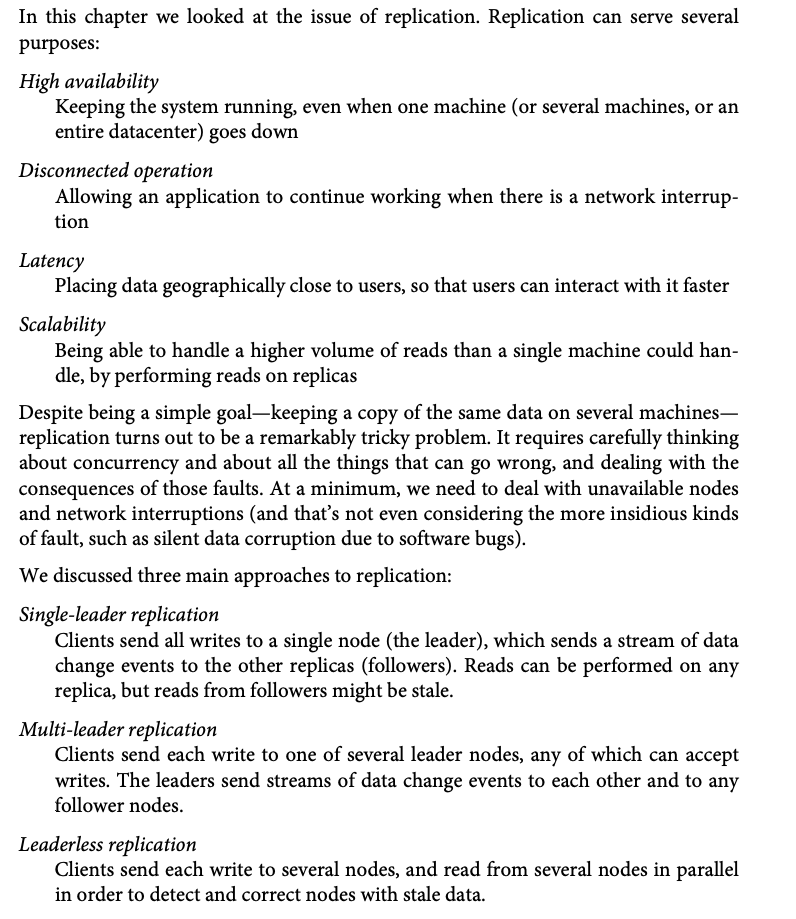 In this chapter we looked at the issue of replication. Replication can serve several
purposes:
High availability
Keeping the system running, even when one machine (or several machines, or an
entire datacenter) goes down
Disconnected operation
Allowing an application to continue working when there is a network interrup-
tion
Latency
Placing data geographically close to users, so that users can interact with it faster
Scalability
Being able to handle a higher volume of reads than a single machine could han-
dle, by performing reads on replicas
Despite being a simple goal—keeping a copy of the same data on several machines—
replication turns out to be a remarkably tricky problem. It requires carefully thinking
about concurrency and about all the things that can go wrong, and dealing with the
consequences of those faults. At a minimum, we need to deal with unavailable nodes
and network interruptions (and that’s not even considering the more insidious kinds
of fault, such as silent data corruption due to software bugs).
We discussed three main approaches to replication:
Single-leader replication
Clients send all writes to a single node (the leader), which sends a stream of data
change events to the other replicas (followers). Reads can be performed on any
replica, but reads from followers might be stale.
Multi-leader replication
Clients send each write to one of several leader nodes, any of which can accept
writes. The leaders send streams of data change events to each other and to any
follower nodes.
Leaderless replication
Clients send each write to several nodes, and read from several nodes in parallel
in order to detect and correct nodes with stale data.